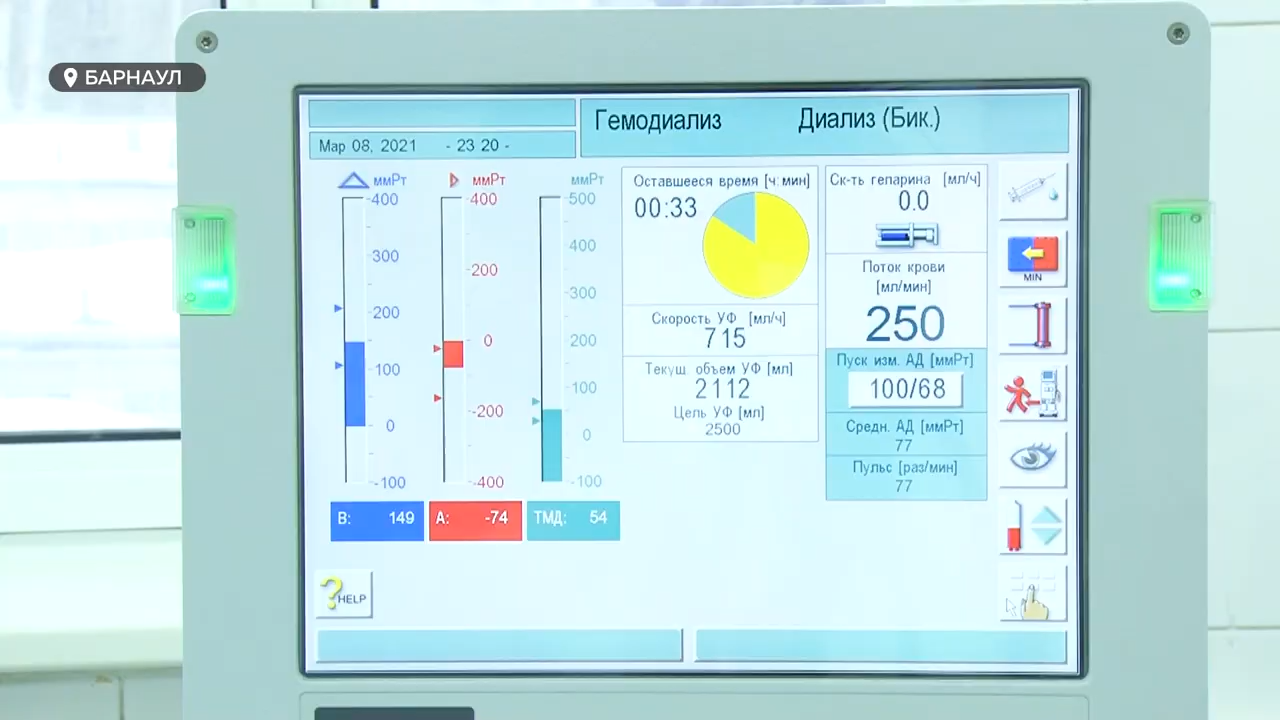 БАРНАУЛ
Гемодиализ Диализ (Бик.)
Мар 08, 2021 - 23 20 -
ммРт ммРт ммРт
400 400 500
300 200 400
200 0 300
100 -200 200
0 -400 100
-100 0
-100
В: 149 А: -74 ТМД: 54
Оставшееся время [ч:мин]
00:33
Скорость УФ [мл/ч]
715
Текущ. объем УФ [мл]
2112
Цель УФ [мл]
2500
Ск-ть гепарина [мл/ч]
0.0
Поток крови
[мл/мин]
250
Пуск изм. АД [ммРт]
100/68
Средн. АД [ммРт]
77
Пульс [раз/мин]
77
MIN
HELP